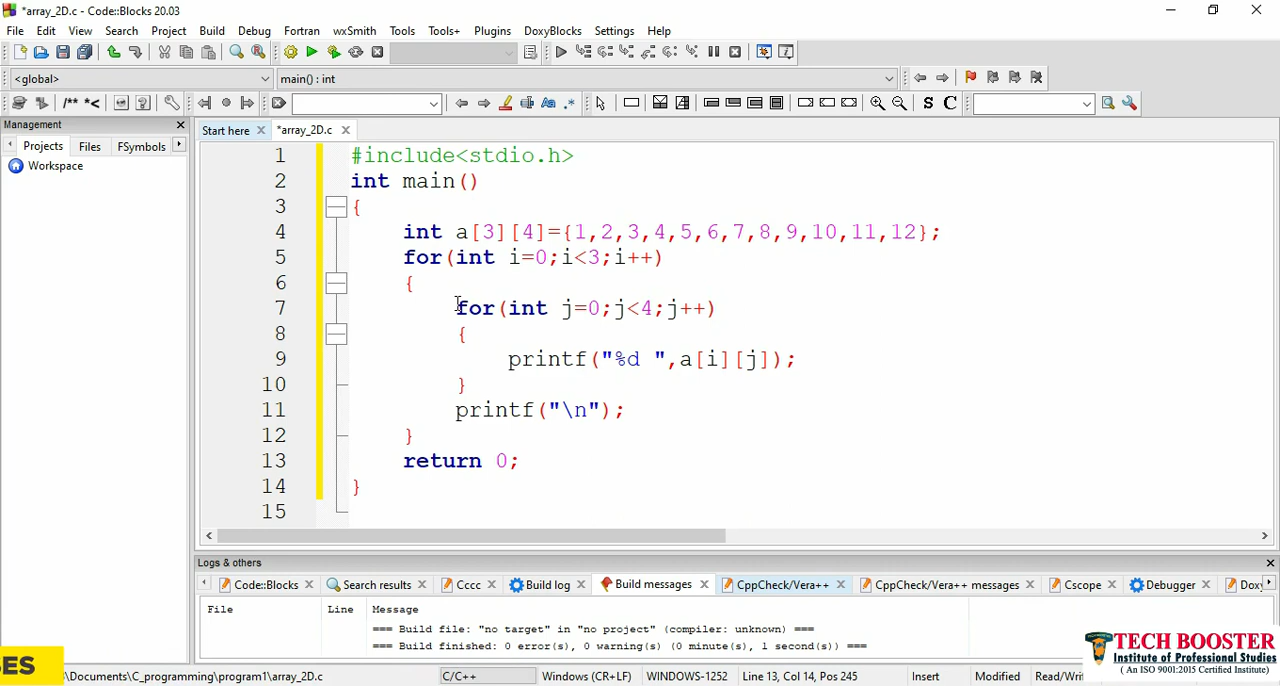 *array_2D.c - Code::Blocks 20.03
File Edit View Search Project Build Debug Fortran wxSmith Tools Tools+ Plugins DoxyBlocks Settings Help
<global> main() : int
/** *<
S C
Management
Projects Files FSymbols
Workspace
Start here *array_2D.c
1 #include<stdio.h>
2 int main()
3 {
4 int a[3][4]={1,2,3,4,5,6,7,8,9,10,11,12};
5 for(int i=0;i<3;i++)
6 {
7 for(int j=0;j<4;j++)
8 {
9 printf("%d ",a[i][j]);
10 }
11 printf("\n");
12 }
13 return 0;
14 }
15
Logs & others
Code::Blocks Search results Cccc Build log Build messages CppCheck/Vera++ CppCheck/Vera++ messages Cscope Debugger Doxy
File Line Message
=== Build file: "no target" in "no project" (compiler: unknown) ===
=== Build finished: 0 error(s), 0 warning(s) (0 minute(s), 1 second(s)) ===
TECH BOOSTER
Institute of Professional Studies
( An ISO 9001:2015 Certified Institute)
SES
\Documents\C_programming\program1\array_2D.c C/C++ Windows (CR+LF) WINDOWS-1252 Line 13, Col 14, Pos 245 Insert Modified Read/Wri